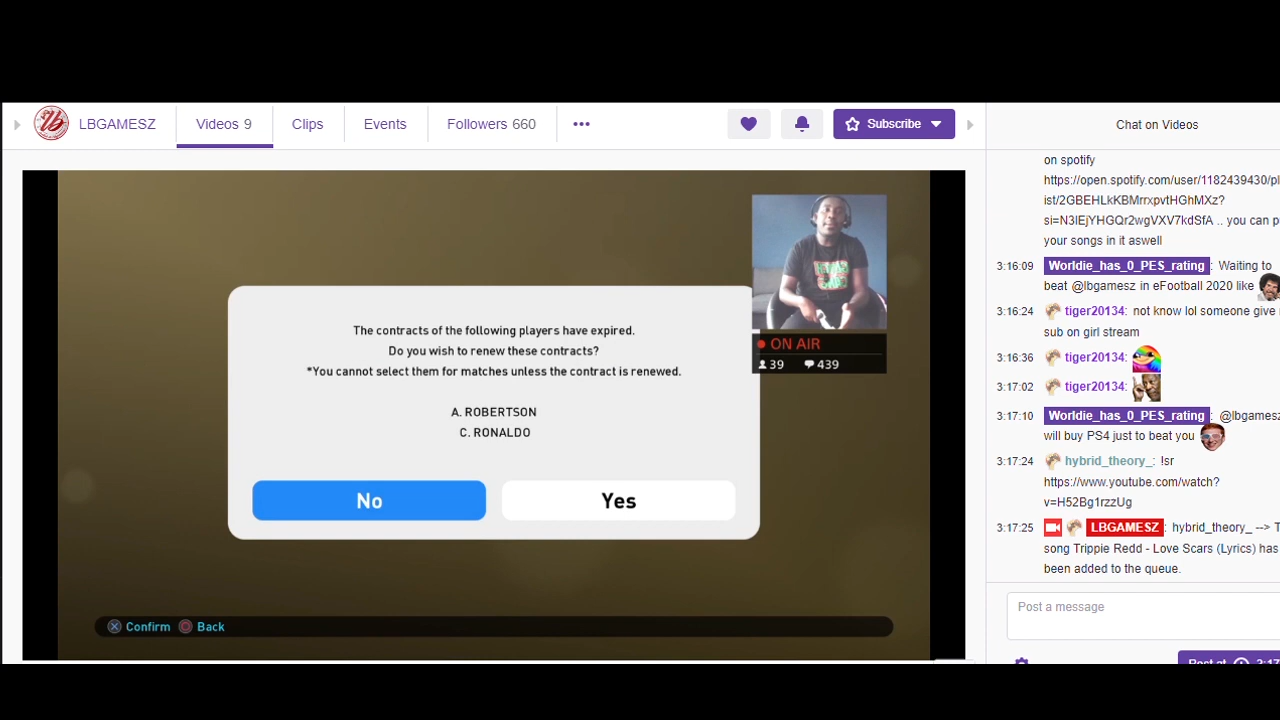 LBGAMESZ
Videos 9
Clips
Events
Followers 660
Subscribe
Chat on Videos
The contracts of the following players have expired.
Do you wish to renew these contracts?
*You cannot select them for matches unless the contract is renewed.
A. ROBERTSON
C. RONALDO
No
Yes
Confirm
Back
ON AIR
39
439
on spotify
https://open.spotify.com/user/1182439430/pl
ist/2GBEHLkKBMrrxpvtHGhMXz?
si=N3lEjYHGQr2wgVXV7kdSfA .. you can p
your songs in it aswell
3:16:09 Worldie_has_0_PES_rating: Waiting to
beat @lbgamesz in eFootball 2020 like
3:16:24 tiger20134: not know lol someone give
sub on girl stream
3:16:36 tiger20134:
3:17:02 tiger20134:
3:17:10 Worldie_has_0_PES_rating: @lbgamesz
will buy PS4 just to beat you
3:17:24 hybrid_theory_: !sr
https://www.youtube.com/watch?
v=H52Bg1rzzUg
3:17:25 LBGAMESZ: hybrid_theory_ --> T
song Trippie Redd - Love Scars (Lyrics) has
been added to the queue.
Post a message
Post at 3:17